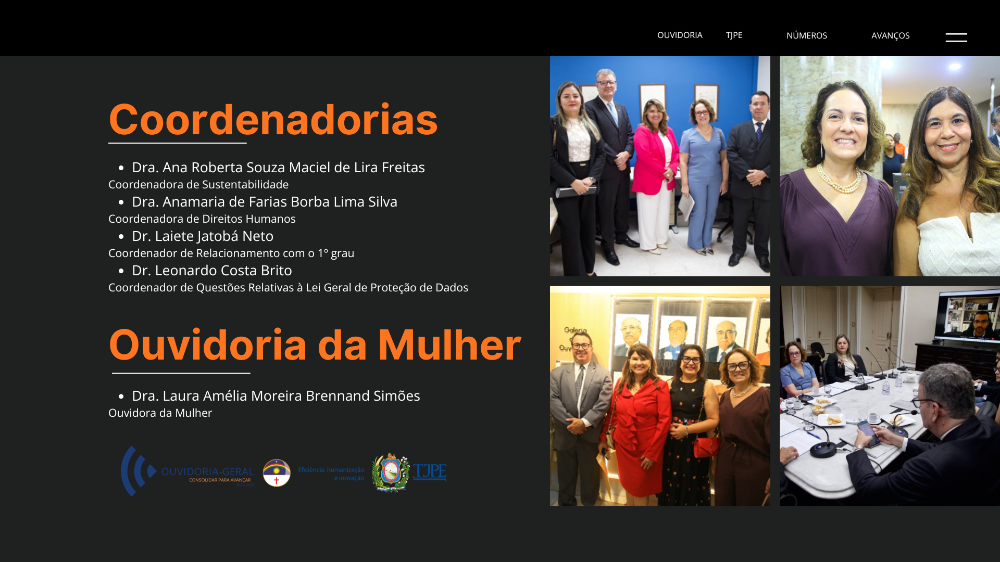 OUVIDORIA TJPE NÚMEROS AVANÇOS
Coordenadorias
• Dra. Ana Roberta Souza Maciel de Lira Freitas
Coordenadora de Sustentabilidade
• Dra. Anamaria de Farias Borba Lima Silva
Coordenadora de Direitos Humanos
• Dr. Laiete Jatobá Neto
Coordenador de Relacionamento com o 1º grau
• Dr. Leonardo Costa Brito
Coordenador de Questões Relativas à Lei Geral de Proteção de Dados
Ouvidoria da Mulher
• Dra. Laura Amélia Moreira Brennand Simões
Ouvidora da Mulher
OUVIDORIA-GERAL
CONSOLIDAR PARA AVANÇAR
Eficiência, humanização
e inovação
TJPE
Galeria